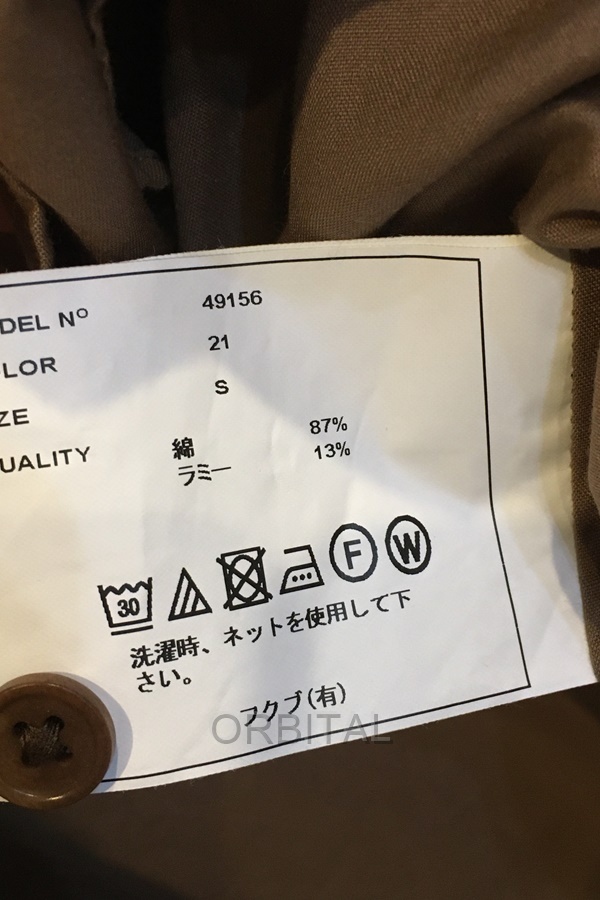 DEL Nº 49156
LOR 21
ZE S
UALITY 綿 87%
ラミー 13%
30 F W
洗濯時、ネットを使用して下
さい。
フクブ(有)
ORBITAL